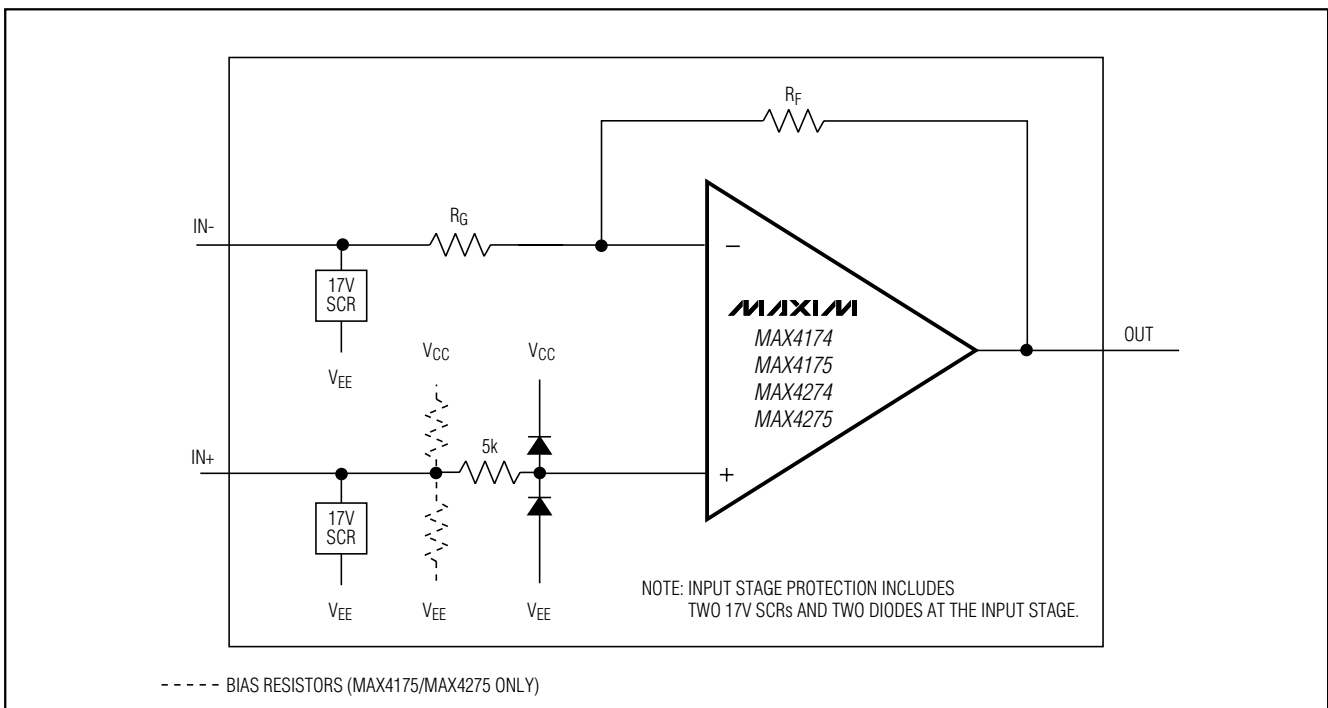 RF
IN-
RG
17V
SCR
VEE
VCC
VCC
MAXIM
MAX4174
MAX4175
MAX4274
MAX4275
−
OUT
IN+
5k
+
17V
SCR
VEE
VEE
VEE
NOTE: INPUT STAGE PROTECTION INCLUDES
TWO 17V SCRs AND TWO DIODES AT THE INPUT STAGE.
----- BIAS RESISTORS (MAX4175/MAX4275 ONLY)